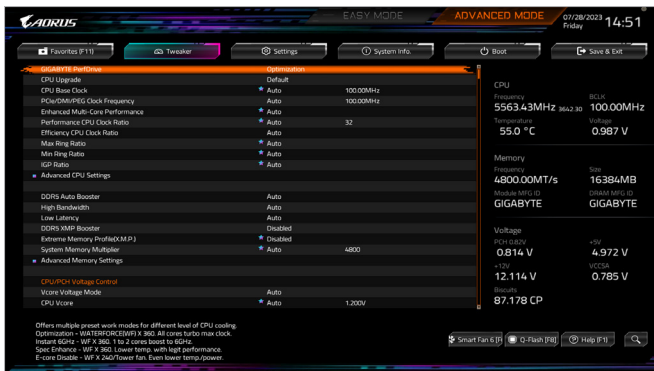 AORUS
EASY MODE
ADVANCED MODE
07/28/2023
Friday
14:51
Favorites (F11)
Tweaker
Settings
System Info.
Boot
Save & Exit
GIGABYTE PerfDrive Optimization
CPU Upgrade Default
CPU Base Clock ★ Auto 100.00MHz
PCIe/DMI/PEG Clock Frequency Auto 100.00MHz
Enhanced Multi-Core Performance ★ Auto
Performance CPU Clock Ratio ★ Auto 32
Efficiency CPU Clock Ratio Auto
Max Ring Ratio ★ Auto
Min Ring Ratio ★ Auto
IGP Ratio ★ Auto
Advanced CPU Settings
DDR5 Auto Booster Auto
High Bandwidth Auto
Low Latency Auto
DDR5 XMP Booster Disabled
Extreme Memory Profile(X.M.P.) ★ Disabled
System Memory Multiplier ★ Auto 4800
Advanced Memory Settings
CPU/PCH Voltage Control
Vcore Voltage Mode Auto
CPU Vcore ★ Auto 1.200V
CPU
Frequency BCLK
5563.43MHz 3642.30 100.00MHz
Temperature Voltage
55.0 °C 0.987 V
Memory
Frequency Size
4800.00MT/s 16384MB
Module MFG ID DRAM MFG ID
GIGABYTE GIGABYTE
Voltage
PCH 0.82V +5V
0.814 V 4.972 V
+12V VCCSA
12.114 V 0.785 V
Biscuits
87.178 CP
Offers multiple preset work modes for different level of CPU cooling.
Optimization - WATERFORCE(WF) X 360. All cores turbo max clock.
Instant 6GHz - WF X 360. 1 to 2 cores boost to 6GHz.
Spec Enhance - WF X 360. Lower temp. with legit performance.
E-core Disable - WF X 240/Tower fan. Even lower temp./power.
Smart Fan 6 [F
Q-Flash [F8]
Help (F1)